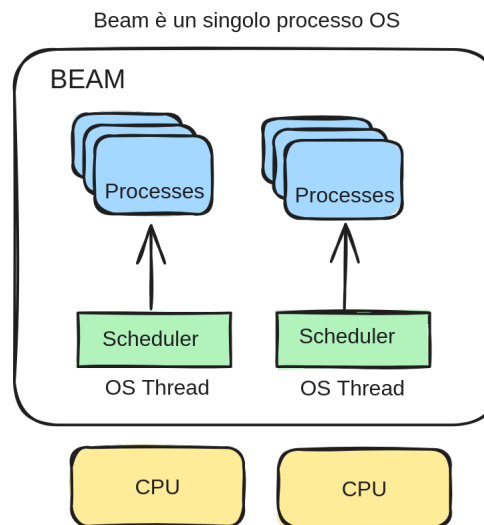 Beam è un singolo processo OS
BEAM
Processes
Processes
Scheduler
Scheduler
OS Thread
OS Thread
CPU
CPU